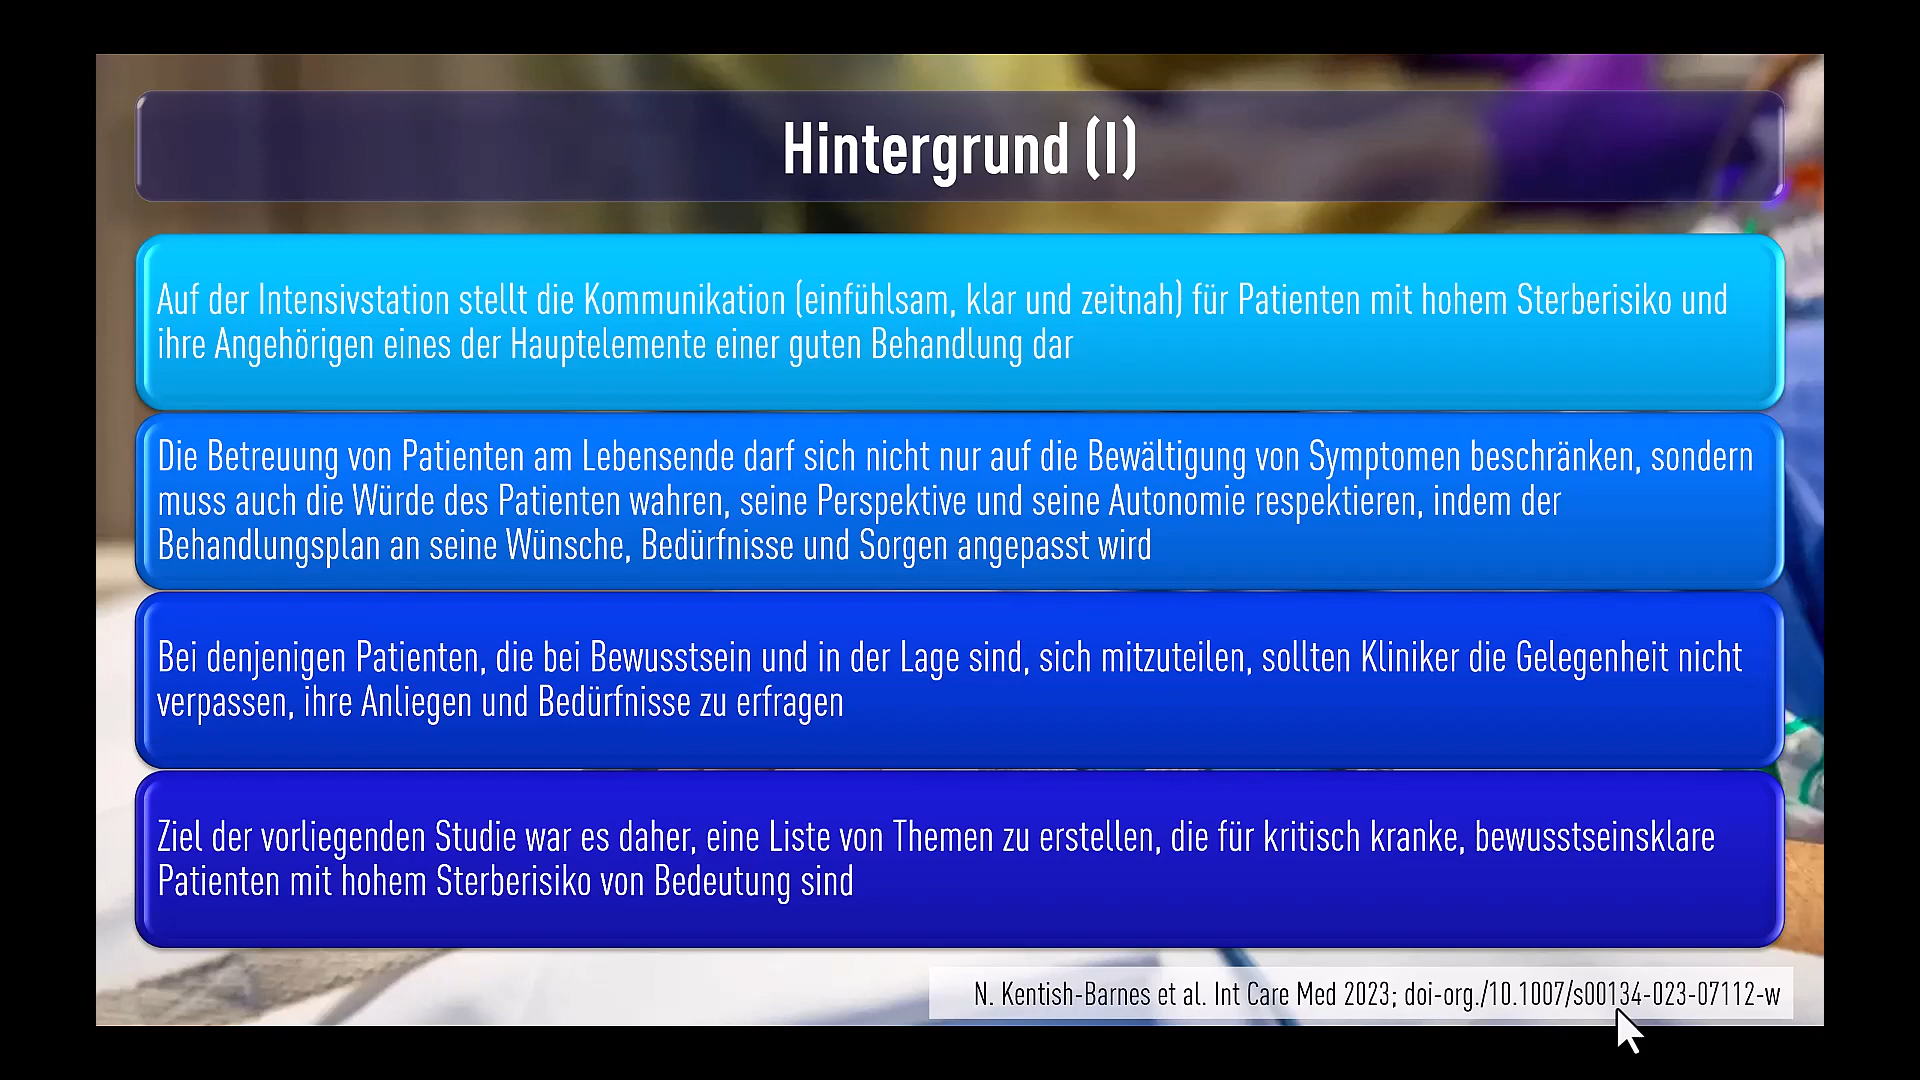 Hintergrund (I)
Auf der Intensivstation stellt die Kommunikation (einfühlsam, klar und zeitnah) für Patienten mit hohem Sterberisiko und
ihre Angehörigen eines der Hauptelemente einer guten Behandlung dar
Die Betreuung von Patienten am Lebensende darf sich nicht nur auf die Bewältigung von Symptomen beschränken, sondern
muss auch die Würde des Patienten wahren, seine Perspektive und seine Autonomie respektieren, indem der
Behandlungsplan an seine Wünsche, Bedürfnisse und Sorgen angepasst wird
Bei denjenigen Patienten, die bei Bewusstsein und in der Lage sind, sich mitzuteilen, sollten Kliniker die Gelegenheit nicht
verpassen, ihre Anliegen und Bedürfnisse zu erfragen
Ziel der vorliegenden Studie war es daher, eine Liste von Themen zu erstellen, die für kritisch kranke, bewusstseinsklare
Patienten mit hohem Sterberisiko von Bedeutung sind
N. Kentish-Barnes et al. Int Care Med 2023; doi-org./10.1007/s00134-023-07112-w